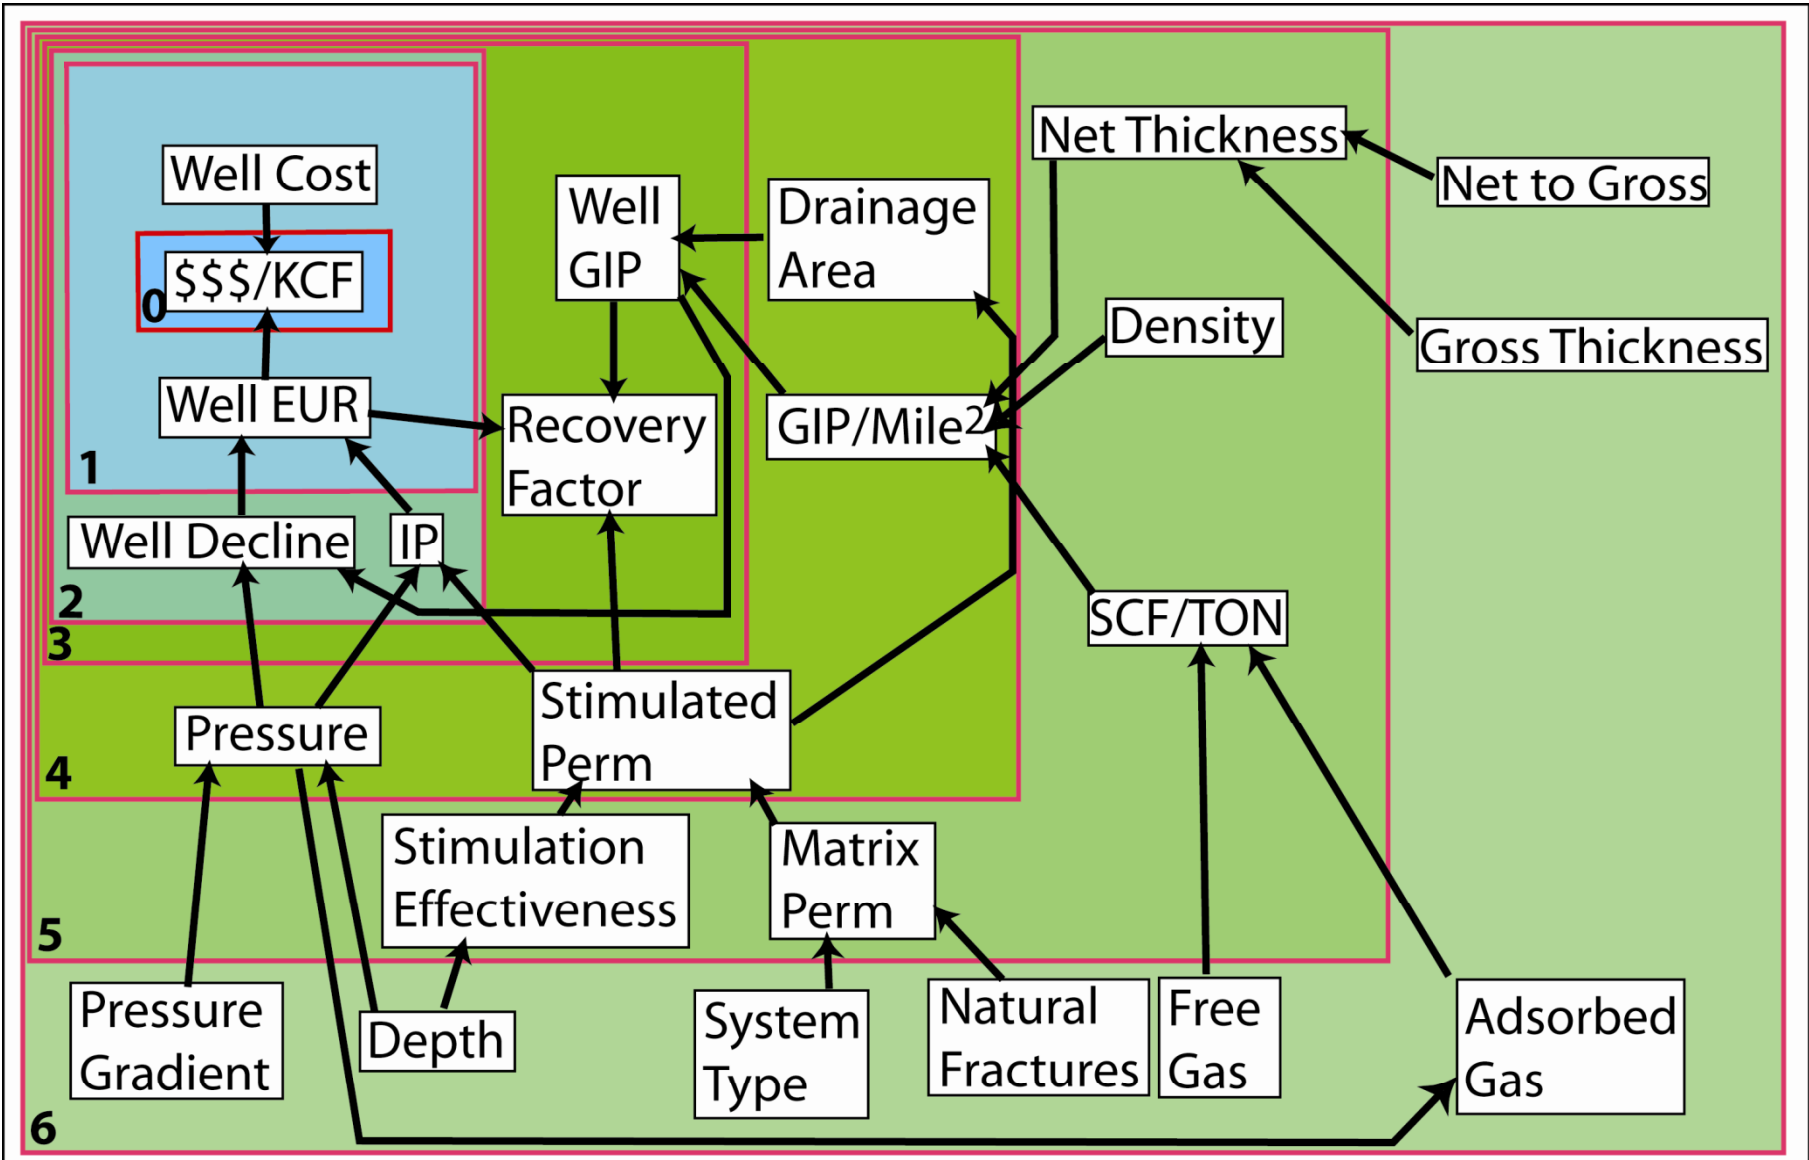 Well Cost
$$$/KCF
0
Well EUR
1
Well Decline
IP
2
3
Well
GIP
Recovery
Factor
Drainage
Area
GIP/Mile2
Net Thickness
Net to Gross
Density
Gross Thickness
SCF/TON
Pressure
Stimulated
Perm
4
Stimulation
Effectiveness
Matrix
Perm
5
Pressure
Gradient
Depth
System
Type
Natural
Fractures
Free
Gas
Adsorbed
Gas
6